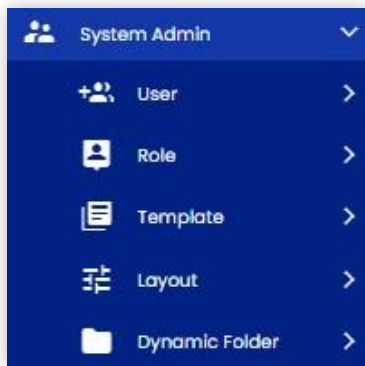 System Admin
User
Role
Template
Layout
Dynamic Folder